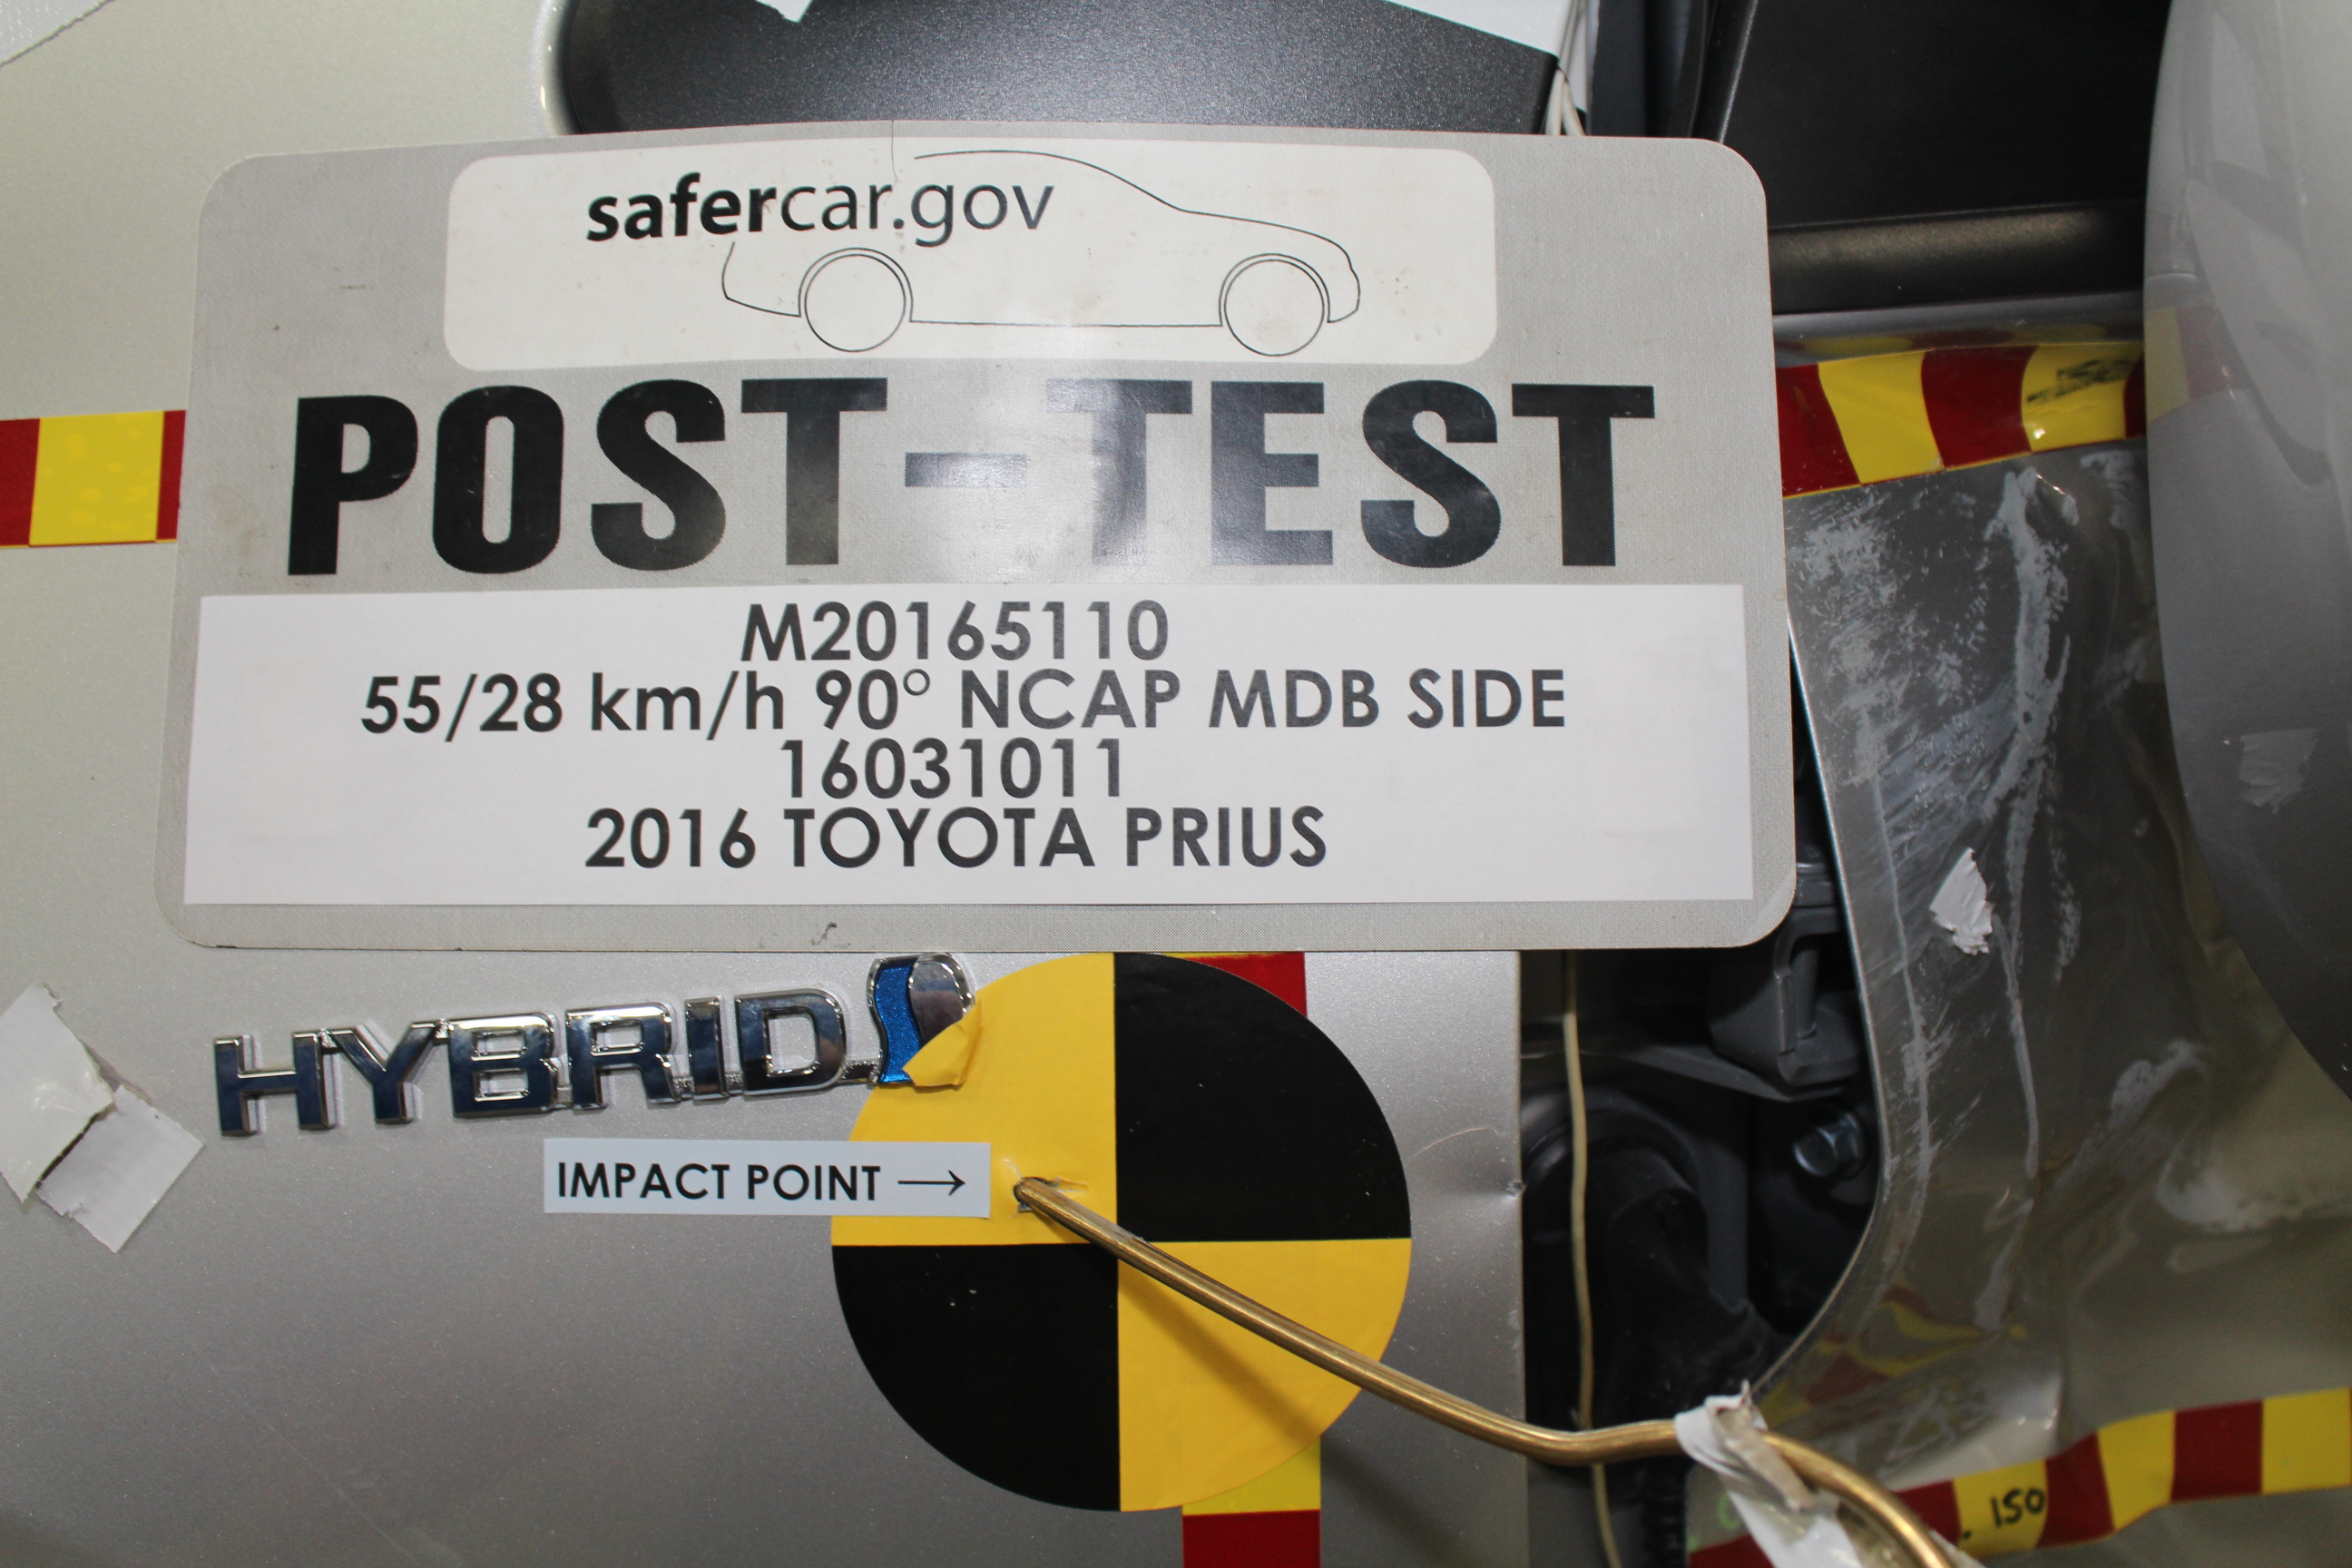 safercar.gov
POST-TEST
M20165110
55/28 km/h 90° NCAP MDB SIDE
16031011
2016 TOYOTA PRIUS
HYBRID
IMPACT POINT →
150